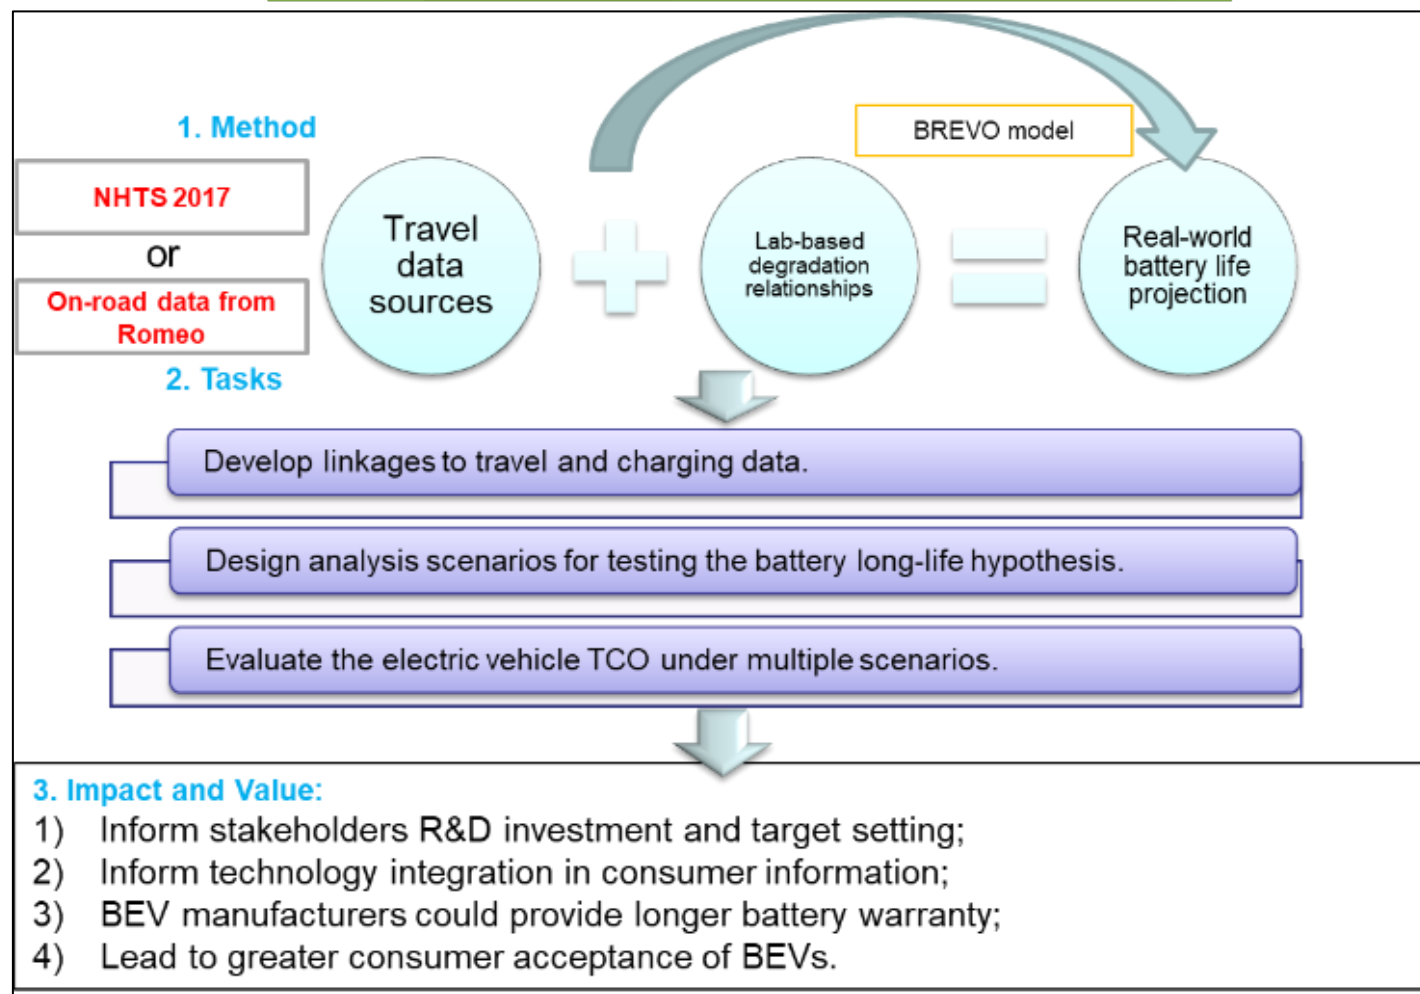 1. Method
NHTS 2017
or
On-road data from
Romeo
Travel
data
sources
Lab-based
degradation
relationships
BREVO model
Real-world
battery life
projection
2. Tasks
Develop linkages to travel and charging data.
Design analysis scenarios for testing the battery long-life hypothesis.
Evaluate the electric vehicle TCO under multiple scenarios.
3. Impact and Value:
1) Inform stakeholders R&D investment and target setting;
2) Inform technology integration in consumer information;
3) BEV manufacturers could provide longer battery warranty;
4) Lead to greater consumer acceptance of BEVs.